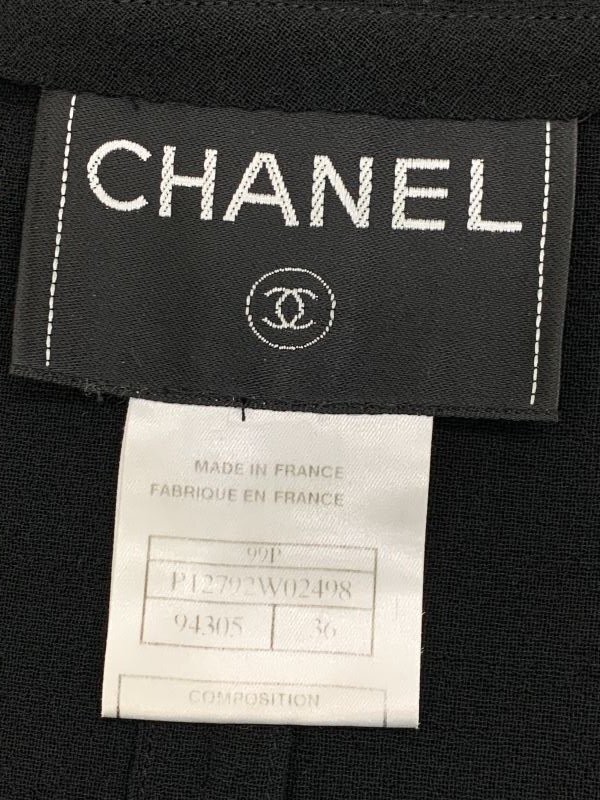 CHANEL
MADE IN FRANCE
FABRIQUE EN FRANCE
99P
P12792W02498
94305 36
COMPOSITION